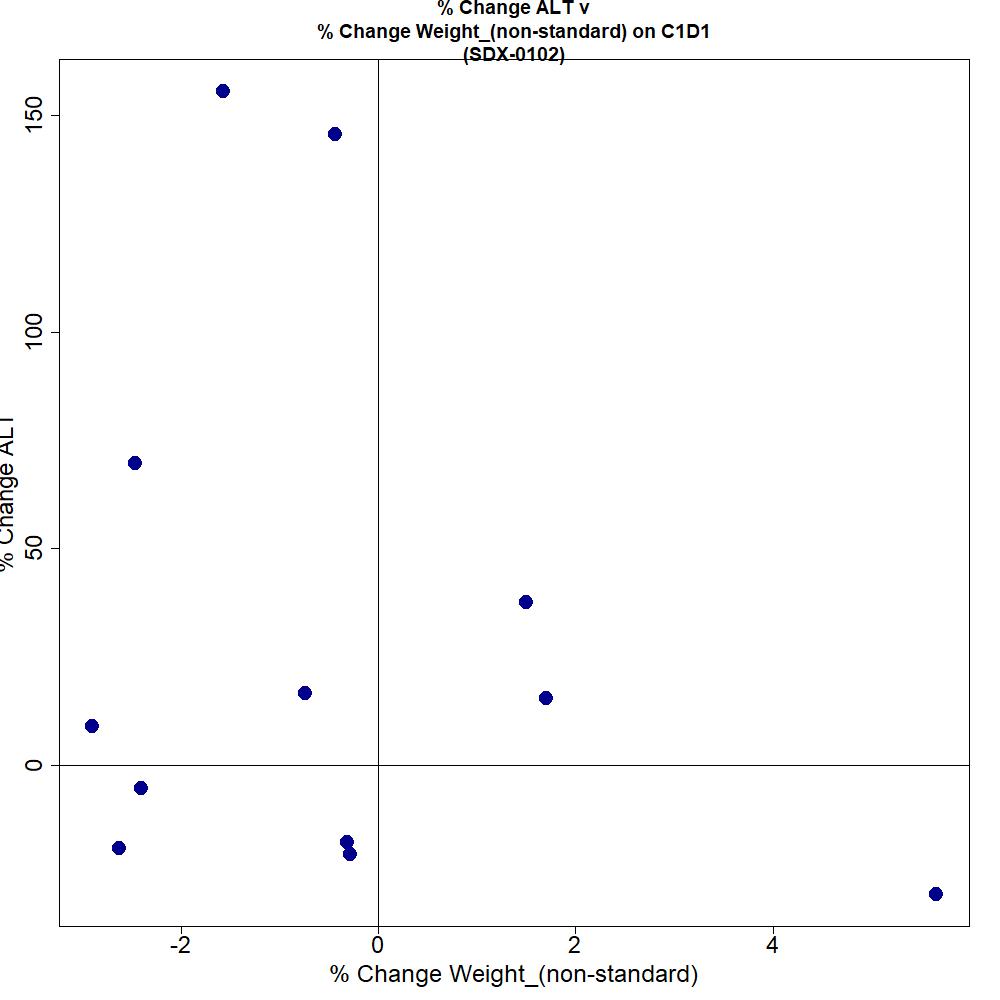 % Change ALT v
% Change Weight_(non-standard) on C1D1
(SDX-0102)
150
100
50
0
% Change ALT
-2
0
2
4
% Change Weight_(non-standard)